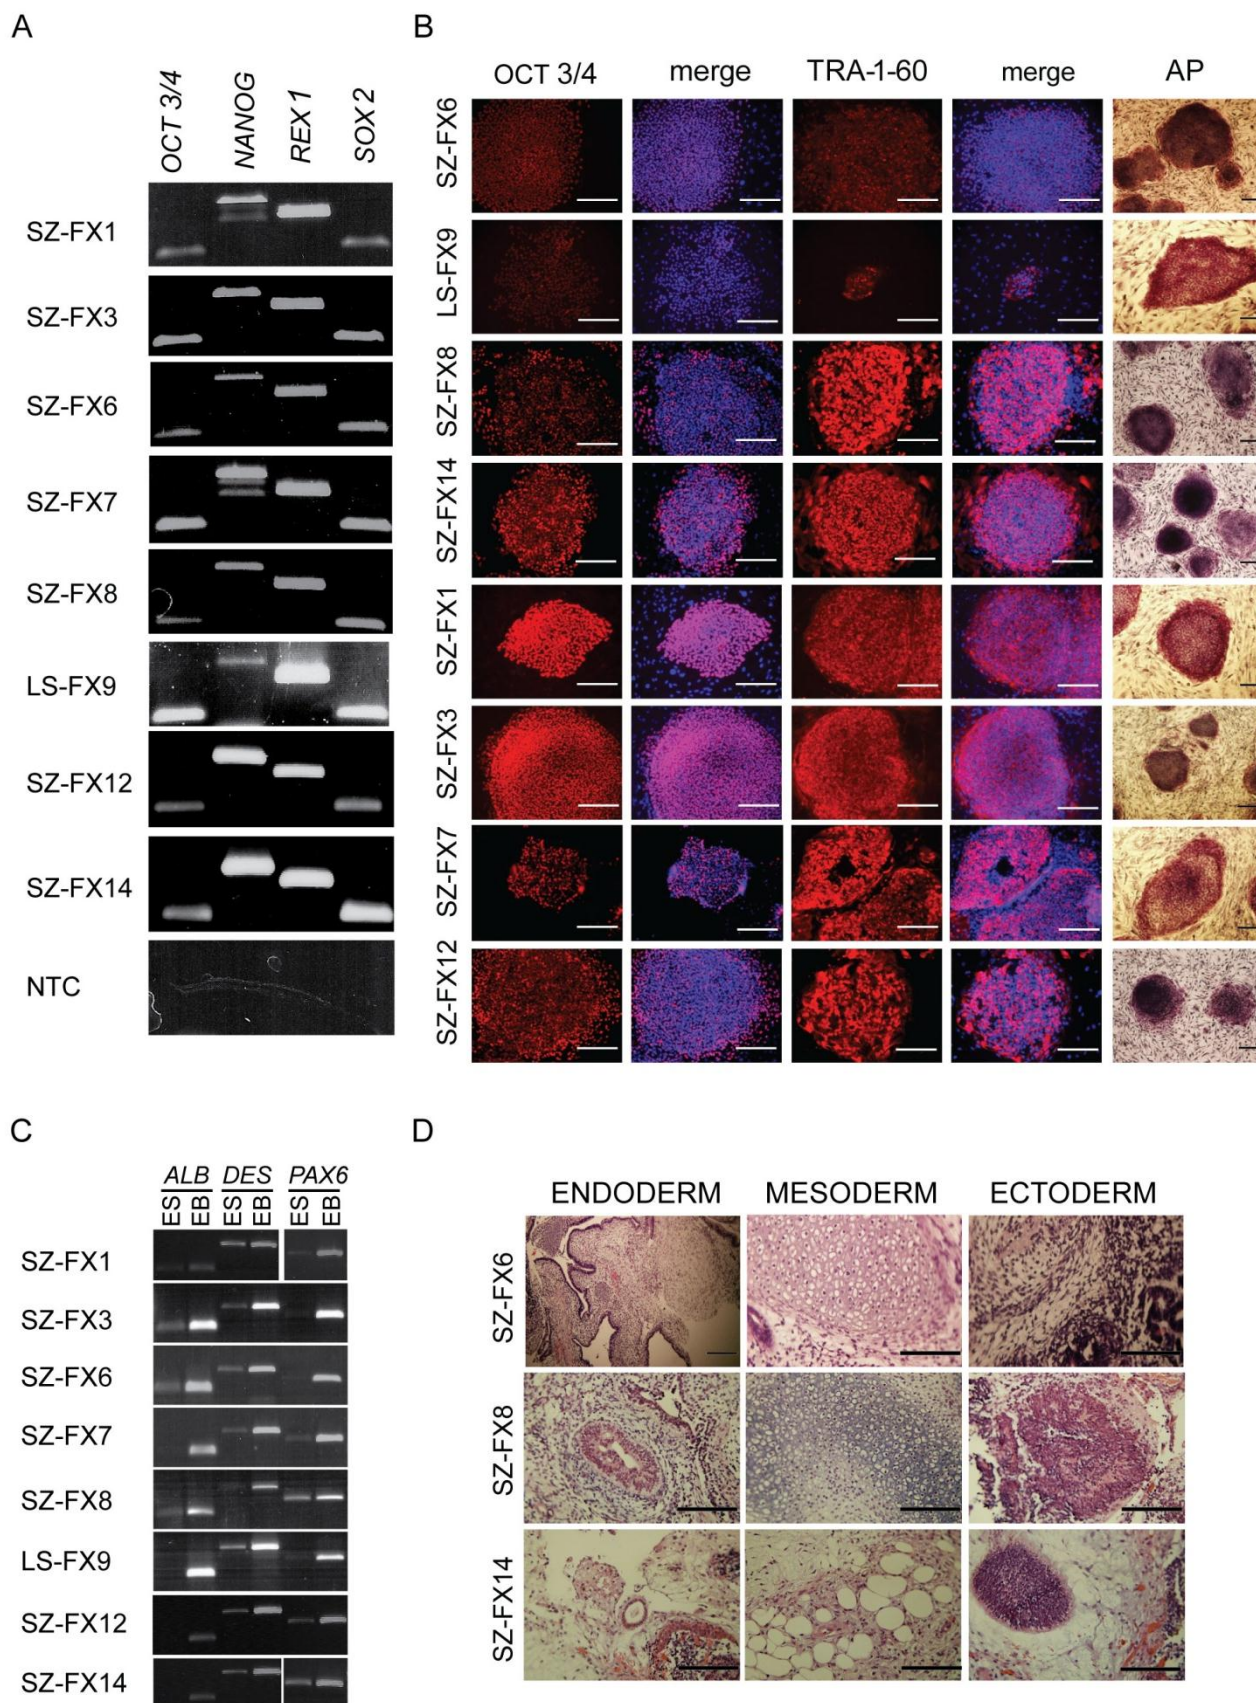 A
OCT 3/4 NANOG REX1 SOX2
SZ-FX1
SZ-FX3
SZ-FX6
SZ-FX7
SZ-FX8
LS-FX9
SZ-FX12
SZ-FX14
NTC
B
OCT 3/4 merge TRA-1-60 merge AP
SZ-FX6
LS-FX9
SZ-FX8
SZ-FX14
SZ-FX1
SZ-FX3
SZ-FX7
SZ-FX12
C
ALB DES PAX6
ES EB ES EB ES EB
SZ-FX1
SZ-FX3
SZ-FX6
SZ-FX7
SZ-FX8
LS-FX9
SZ-FX12
SZ-FX14
D
ENDODERM MESODERM ECTODERM
SZ-FX6
SZ-FX8
SZ-FX14